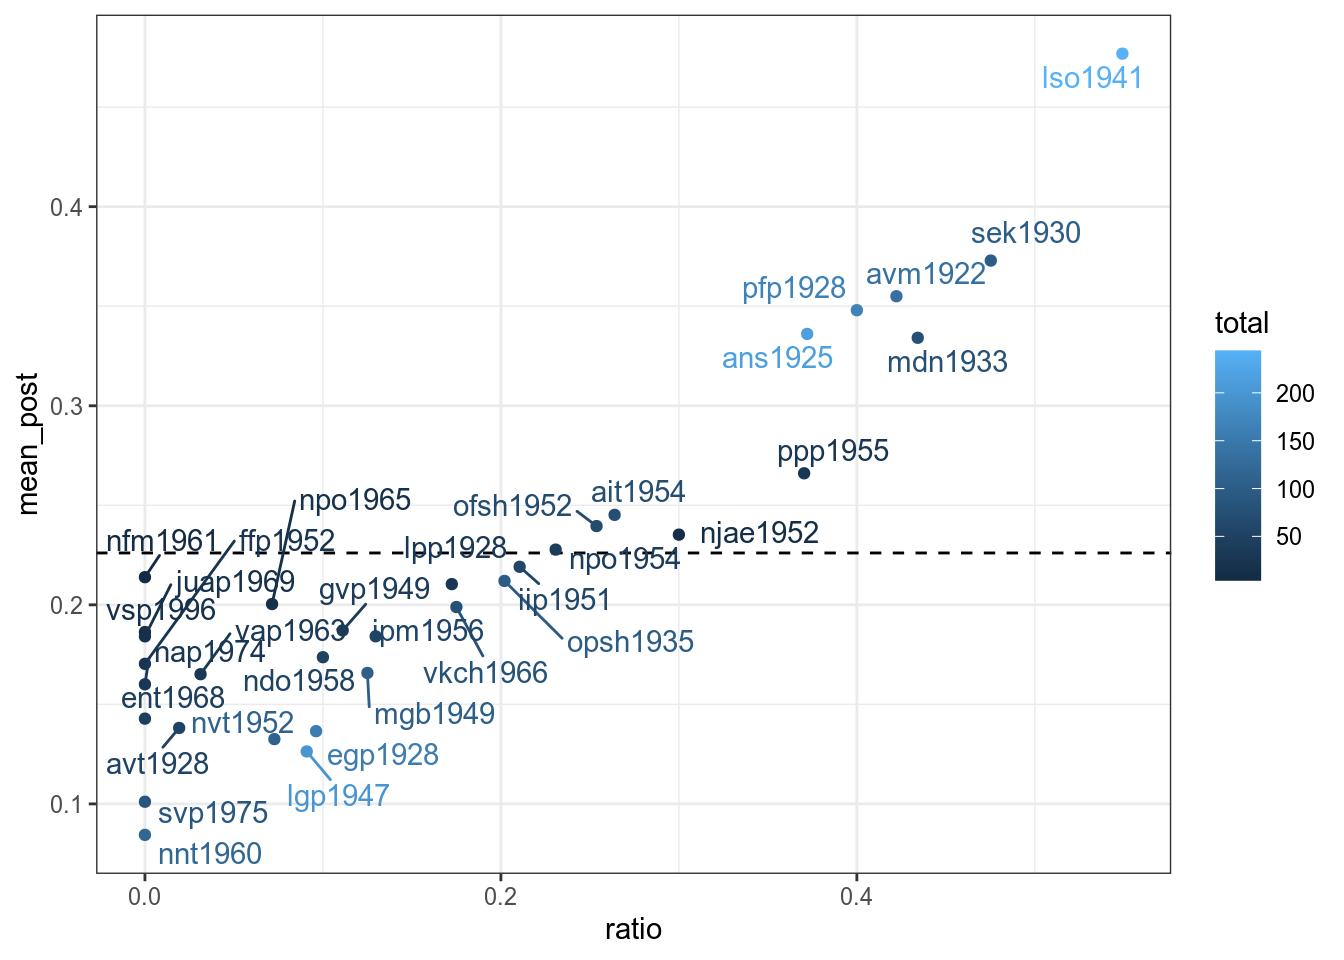 lso1941
0.4
sek1930
avm1922
pfp1928
ans1925
mdn1933
total
200
150
100
50
mean_post
0.3
ppp1955
ait1954
npo1965
ofsh1952
nfm1961
ffp1952
lpp1928
njae1952
npo1954
juap1969
gvp1949
iip1951
0.2
vsp1996
vap1963
ipm1956
opsh1935
nap1974
ndo1958
vkch1966
ent1968
nvt1952
mgb1949
avt1928
egp1928
lgp1947
0.1
svp1975
nnt1960
0.0
0.2
0.4
ratio